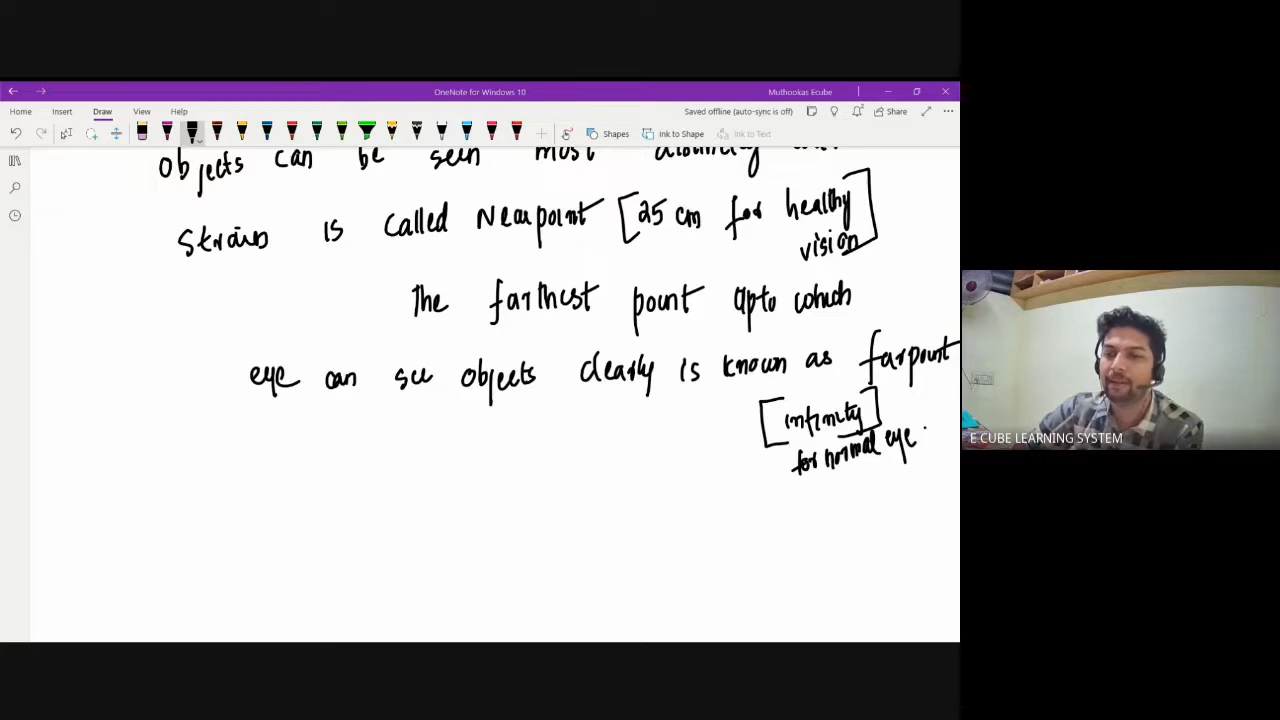 OneNote for Windows 10
Muthookas Ecube
Home Insert Draw View Help
Saved offline (auto-sync is off)
Share
Shapes
Ink to Shape
Ink to Text
Objects can be seen most
strain is called Nearpoint [25 cm for healthy
vision]
The farthest point upto which
eye can see objects clearly is known as farpoint
[infinity]
for normal eye.
E CUBE LEARNING SYSTEM